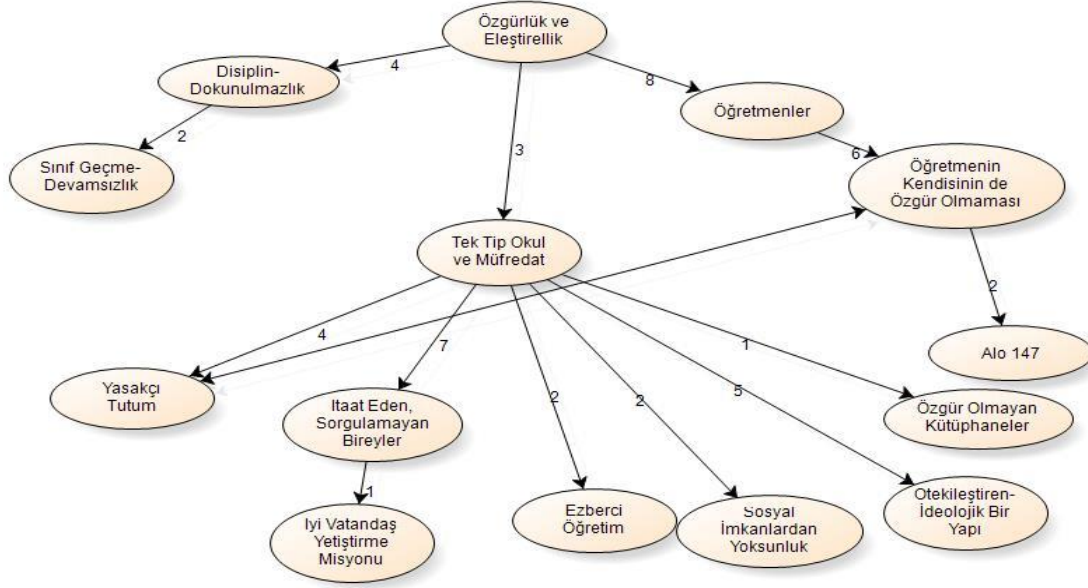 Özgürlük ve
Eleştirellik
4
8
3
Disiplin-
Dokunulmazlık
Öğretmenler
2
6
Sınıf Geçme-
Devamsızlık
Öğretmenin
Kendisinin de
Özgür Olmaması
Tek Tip Okul
ve Müfredat
2
4
7
2
2
5
1
Alo 147
Yasakçı
Tutum
Itaat Eden,
Sorgulamayan
Bireyler
Özgür Olmayan
Kütüphaneler
1
Iyi Vatandaş
Yetiştirme
Misyonu
Ezberci
Öğretim
Sosyal
İmkanlardan
Yoksunluk
Otekileştiren-
İdeolojik Bir
Yapı